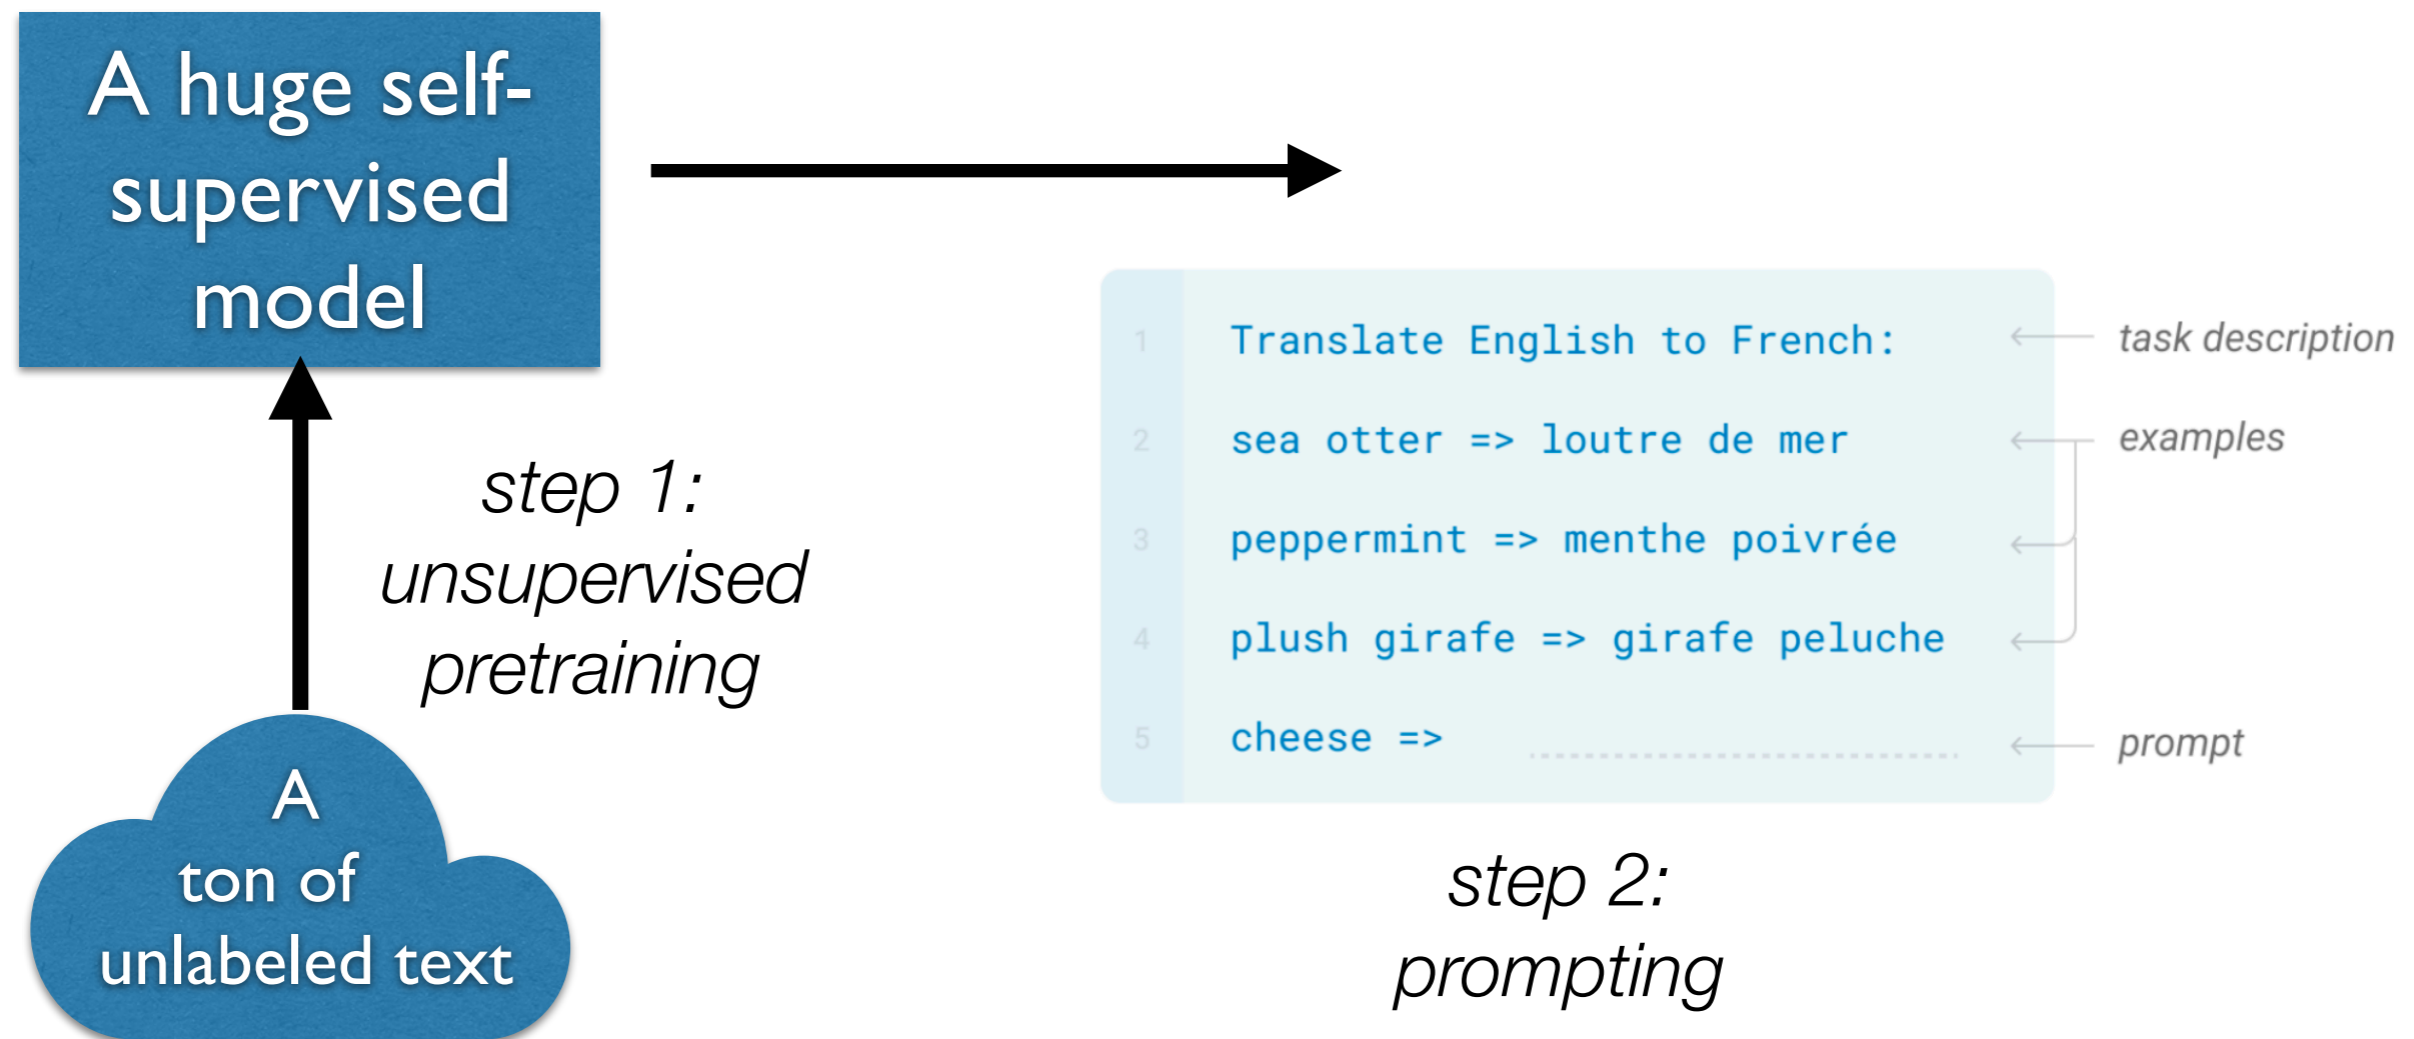 A huge self-
supervised
model
step 1:
unsupervised
pretraining
A
ton of
unlabeled text
1 Translate English to French: task description
2 sea otter => loutre de mer examples
3 peppermint => menthe poivrée
4 plush girafe => girafe peluche
5 cheese => prompt
step 2:
prompting